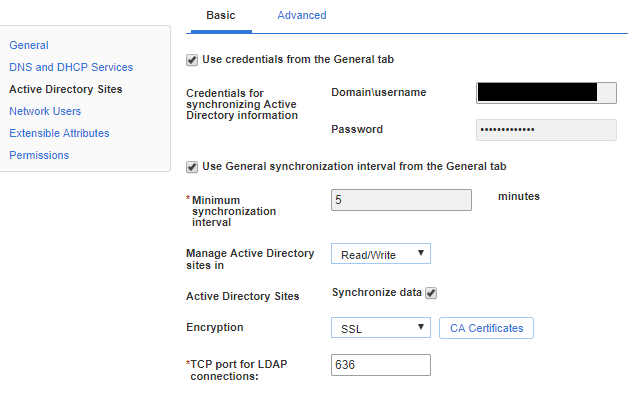 Basic Advanced
General
DNS and DHCP Services
Active Directory Sites
Network Users
Extensible Attributes
Permissions
Use credentials from the General tab
Credentials for
synchronizing Active
Directory information
Domain\username
Password
•••••••••••••
Use General synchronization interval from the General tab
*Minimum
synchronization
interval
5
minutes
Manage Active Directory
sites in
Read/Write
Active Directory Sites
Synchronize data
Encryption
SSL
CA Certificates
*TCP port for LDAP
connections:
636